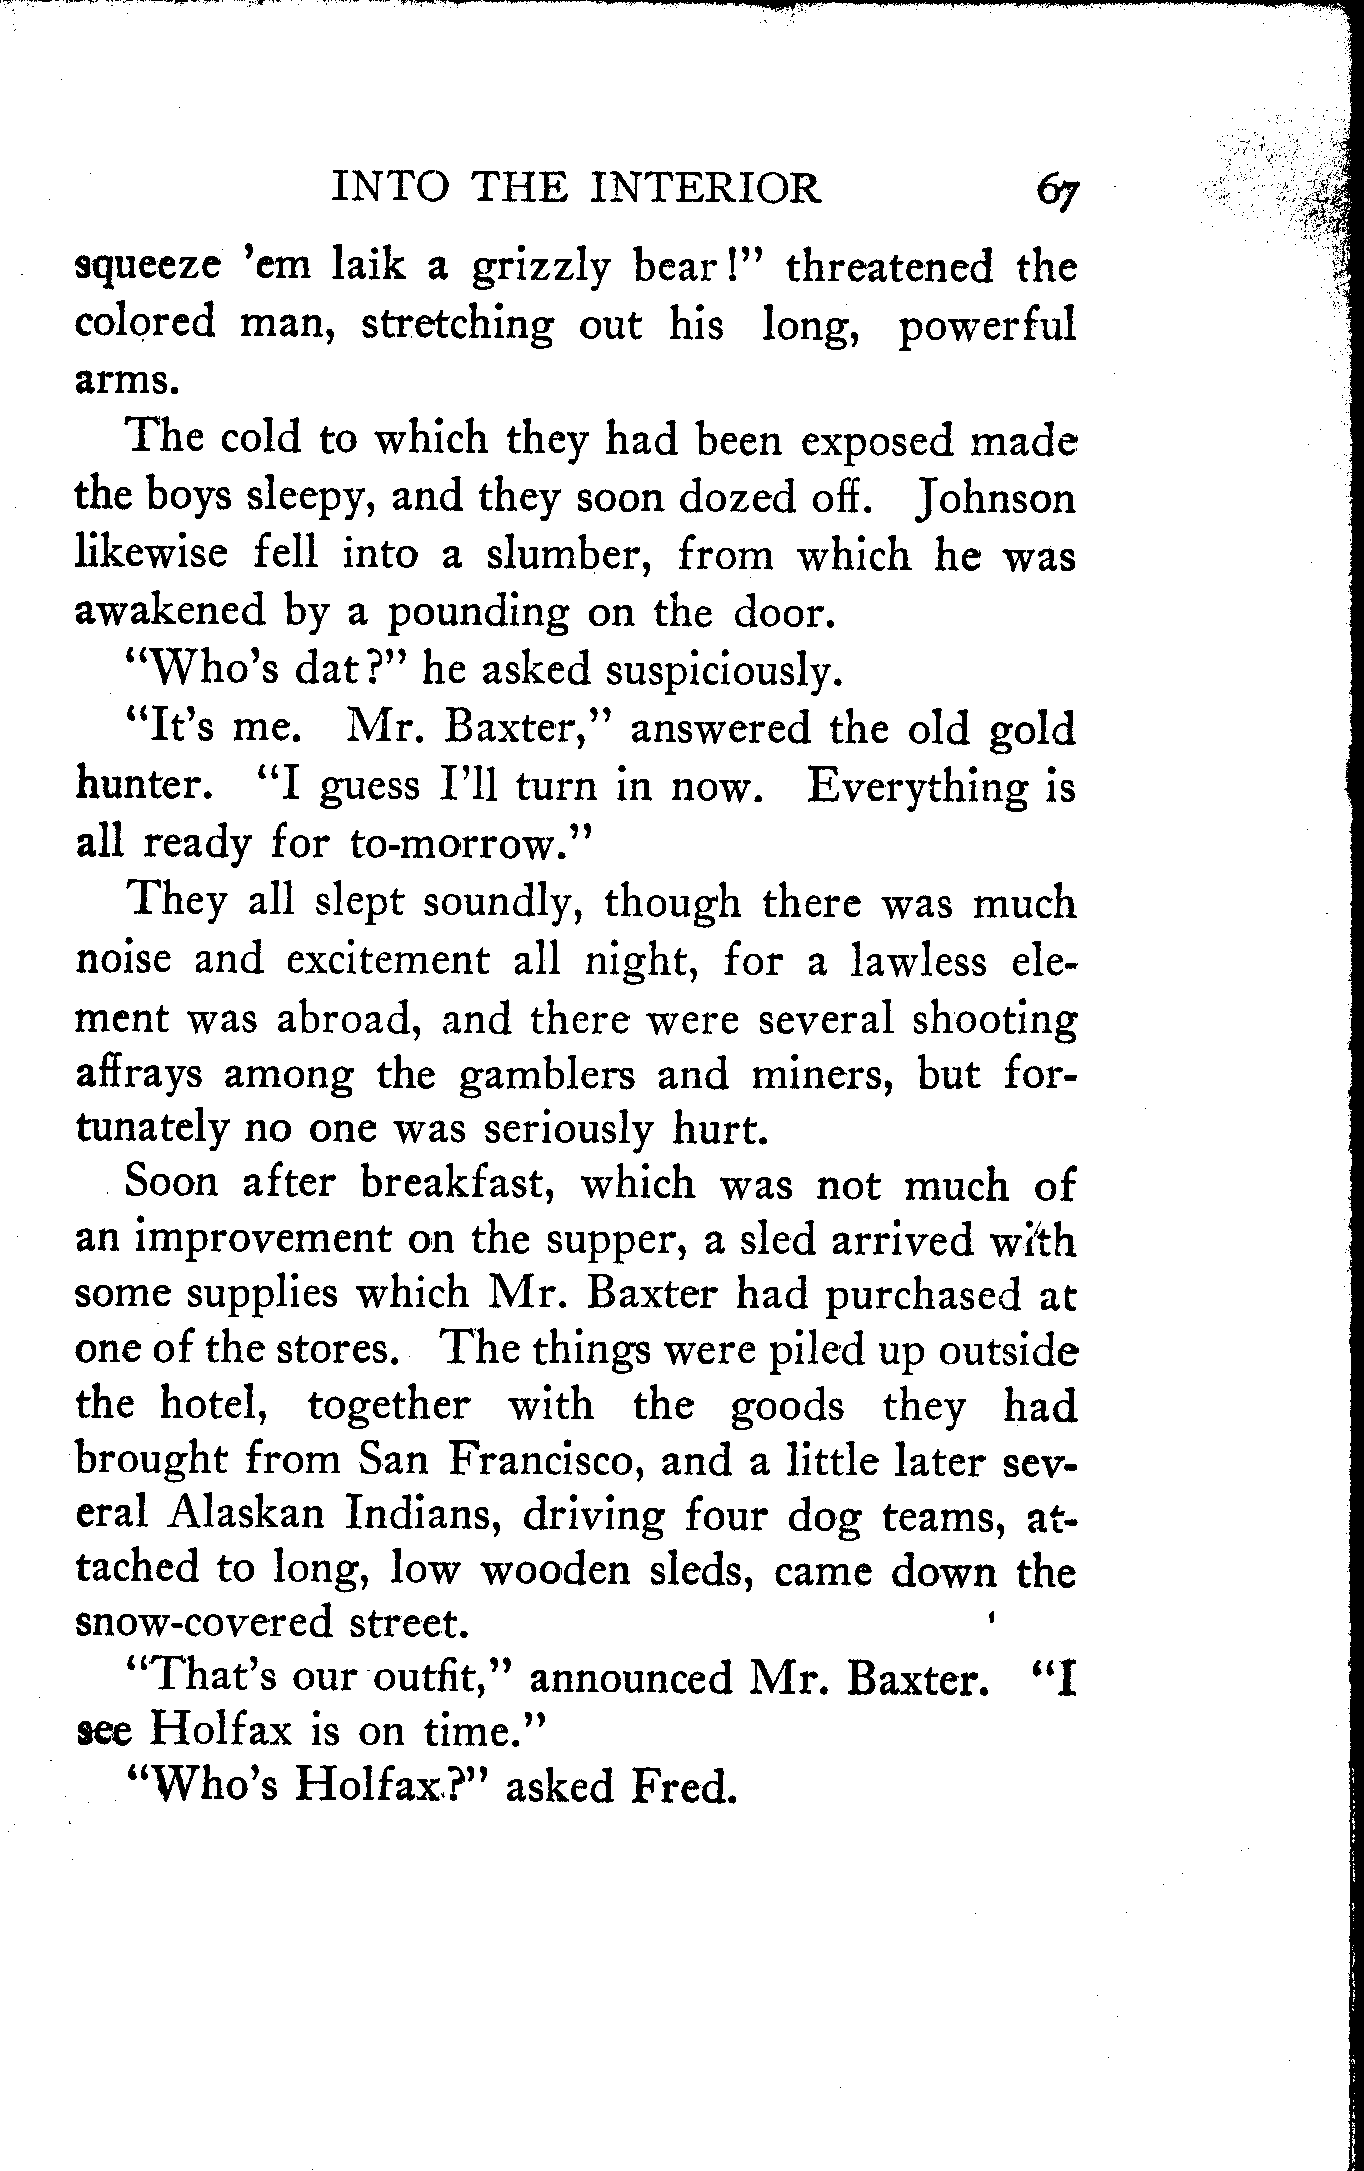 INTO THE INTERIOR 67
squeeze 'em laik a grizzly bear!" threatened the
colored man, stretching out his long, powerful
arms.
The cold to which they had been exposed made
the boys sleepy, and they soon dozed off. Johnson
likewise fell into a slumber, from which he was
awakened by a pounding on the door.
"Who's dat?" he asked suspiciously.
"It's me. Mr. Baxter," answered the old gold
hunter. "I guess I'll turn in now. Everything is
all ready for to-morrow."
They all slept soundly, though there was much
noise and excitement all night, for a lawless ele-
ment was abroad, and there were several shooting
affrays among the gamblers and miners, but for-
tunately no one was seriously hurt.
Soon after breakfast, which was not much of
an improvement on the supper, a sled arrived with
some supplies which Mr. Baxter had purchased at
one of the stores. The things were piled up outside
the hotel, together with the goods they had
brought from San Francisco, and a little later sev-
eral Alaskan Indians, driving four dog teams, at-
tached to long, low wooden sleds, came down the
snow-covered street.
"That's our outfit," announced Mr. Baxter. "I
see Holfax is on time."
"Who's Holfax?" asked Fred.